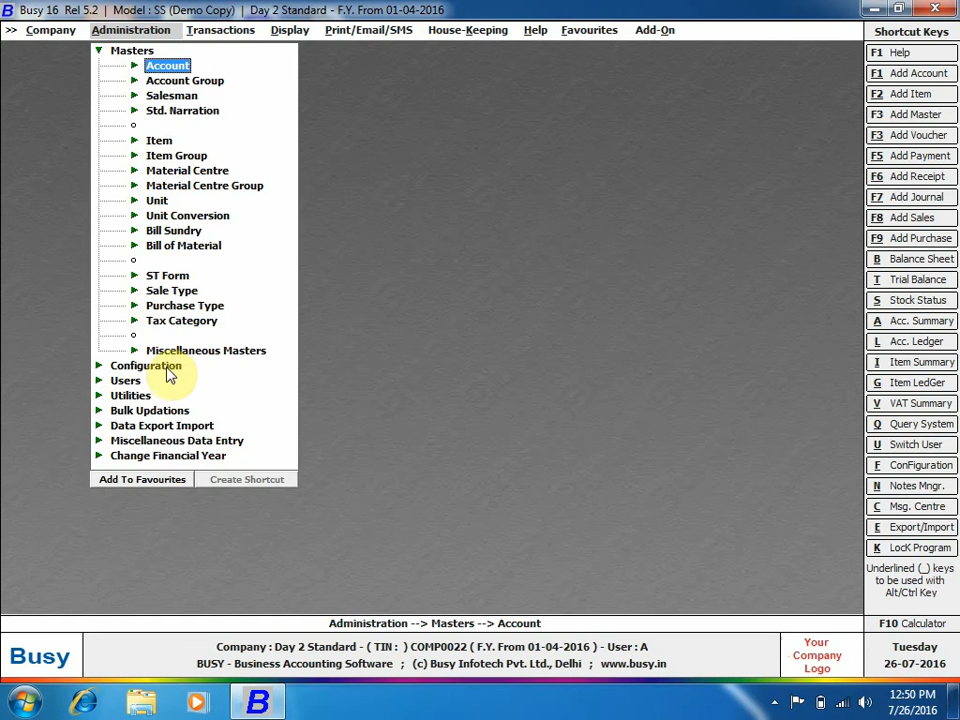 Busy 16 Rel 5.2 | Model : SS (Demo Copy) | Day 2 Standard - F.Y. From 01-04-2016
>> Company Administration Transactions Display Print/Email/SMS House-Keeping Help Favourites Add-On
Masters
Account
Account Group
Salesman
Std. Narration
Item
Item Group
Material Centre
Material Centre Group
Unit
Unit Conversion
Bill Sundry
Bill of Material
ST Form
Sale Type
Purchase Type
Tax Category
Miscellaneous Masters
Configuration
Users
Utilities
Bulk Updations
Data Export Import
Miscellaneous Data Entry
Change Financial Year
Add To Favourites Create Shortcut
Shortcut Keys
F1 Help
F1 Add Account
F2 Add Item
F3 Add Master
F3 Add Voucher
F5 Add Payment
F6 Add Receipt
F7 Add Journal
F8 Add Sales
F9 Add Purchase
B Balance Sheet
T Trial Balance
S Stock Status
A Acc. Summary
L Acc. Ledger
I Item Summary
G Item LedGer
V VAT Summary
Q Query System
U Switch User
F ConFiguration
N Notes Mngr.
C Msg. Centre
E Export/Import
K LocK Program
Underlined (_) keys
to be used with
Alt/Ctrl Key
F10 Calculator
Administration --> Masters --> Account
Busy
Company : Day 2 Standard - ( TIN : ) COMP0022 ( F.Y. From 01-04-2016 ) - User : A
BUSY - Business Accounting Software ; (c) Busy Infotech Pvt. Ltd., Delhi ; www.busy.in
Your
Company
Logo
Tuesday
26-07-2016
12:50 PM
7/26/2016